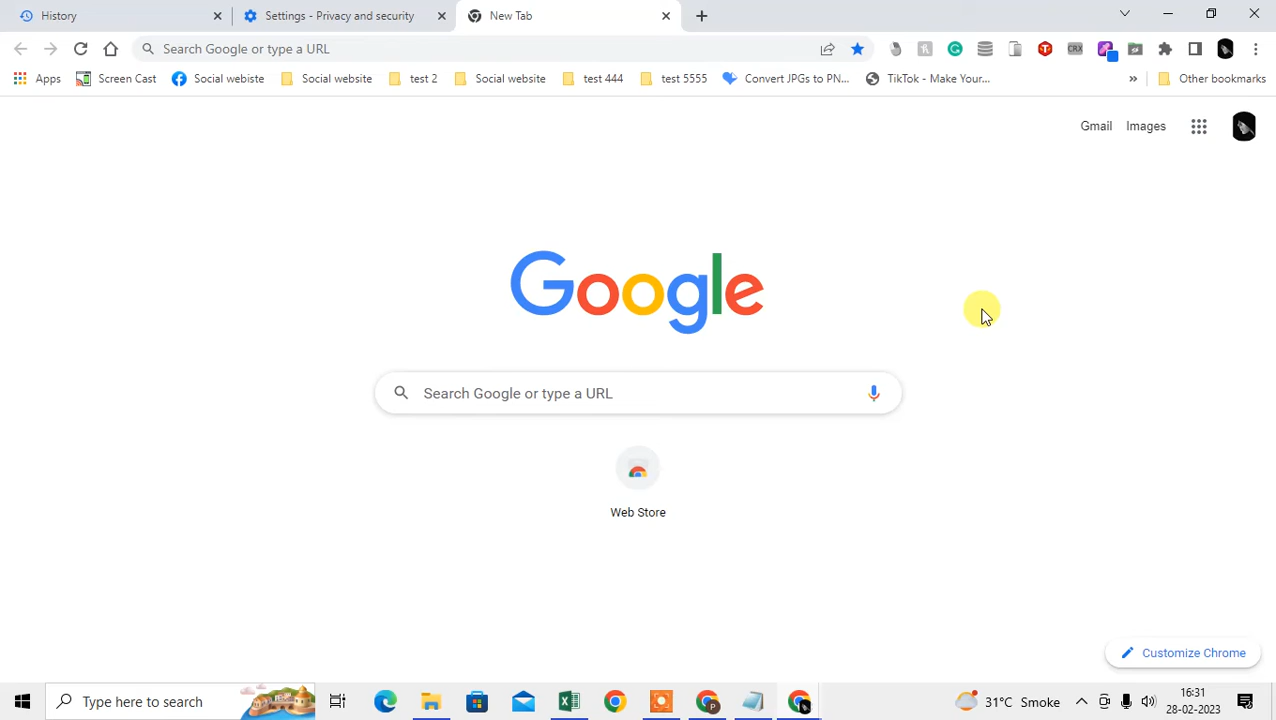 History
Settings - Privacy and security
New Tab
Search Google or type a URL
CRX
Apps
Screen Cast
Social webiste
Social website
test 2
Social website
test 444
test 5555
Convert JPGs to PN...
TikTok - Make Your...
»
Other bookmarks
Gmail
Images
Google
Search Google or type a URL
Web Store
Customize Chrome
Type here to search
31°C Smoke
16:31
28-02-2023